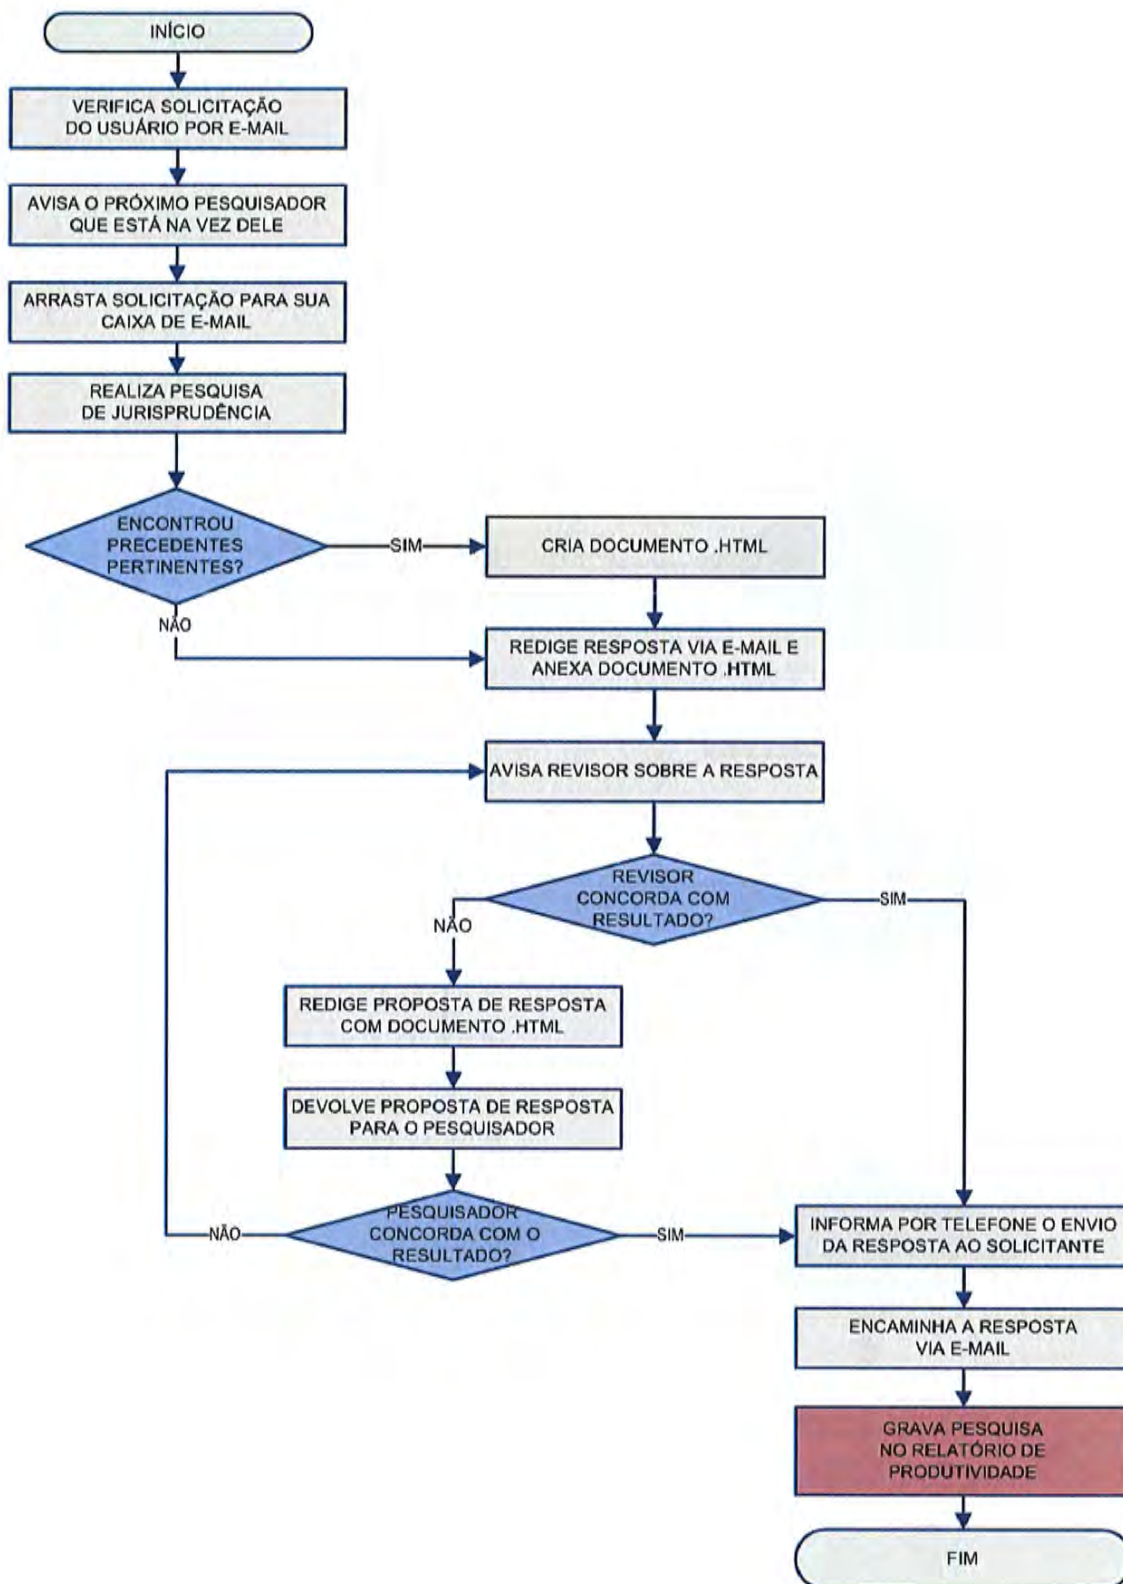 INÍCIO
VERIFICA SOLICITAÇÃO
DO USUÁRIO POR E-MAIL
AVISA O PRÓXIMO PESQUISADOR
QUE ESTÁ NA VEZ DELE
ARRASTA SOLICITAÇÃO PARA SUA
CAIXA DE E-MAIL
REALIZA PESQUISA
DE JURISPRUDÊNCIA
ENCONTROU
PRECEDENTES
PERTINENTES?
SIM
CRIA DOCUMENTO .HTML
NÃO
REDIGE RESPOSTA VIA E-MAIL E
ANEXA DOCUMENTO .HTML
AVISA REVISOR SOBRE A RESPOSTA
REVISOR
CONCORDA COM
RESULTADO?
SIM
NÃO
REDIGE PROPOSTA DE RESPOSTA
COM DOCUMENTO .HTML
DEVOLVE PROPOSTA DE RESPOSTA
PARA O PESQUISADOR
PESQUISADOR
CONCORDA COM O
RESULTADO?
NÃO
SIM
INFORMA POR TELEFONE O ENVIO
DA RESPOSTA AO SOLICITANTE
ENCAMINHA A RESPOSTA
VIA E-MAIL
GRAVA PESQUISA
NO RELATÓRIO DE
PRODUTIVIDADE
FIM